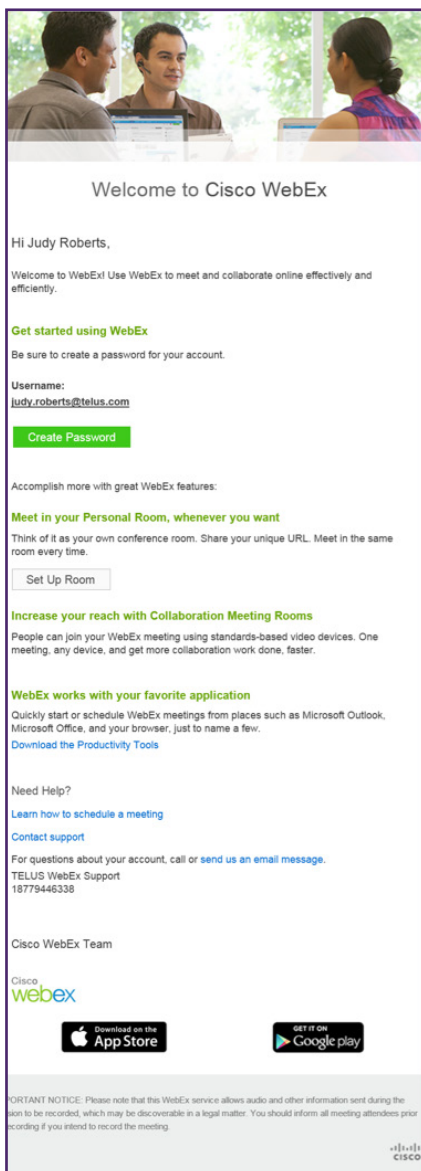 Welcome to Cisco WebEx
Hi Judy Roberts,
Welcome to WebEx! Use WebEx to meet and collaborate online effectively and
efficiently.
Get started using WebEx
Be sure to create a password for your account.
Username:
judy.roberts@telus.com
Create Password
Accomplish more with great WebEx features:
Meet in your Personal Room, whenever you want
Think of it as your own conference room. Share your unique URL. Meet in the same
room every time.
Set Up Room
Increase your reach with Collaboration Meeting Rooms
People can join your WebEx meeting using standards-based video devices. One
meeting, any device, and get more collaboration work done, faster.
WebEx works with your favorite application
Quickly start or schedule WebEx meetings from places such as Microsoft Outlook,
Microsoft Office, and your browser, just to name a few.
Download the Productivity Tools
Need Help?
Learn how to schedule a meeting
Contact support
For questions about your account, call or send us an email message.
TELUS WebEx Support
18779446338
Cisco WebEx Team
Cisco
webex
Download on the
App Store
GET IT ON
Google play
PORTANT NOTICE: Please note that this WebEx service allows audio and other information sent during the
sion to be recorded, which may be discoverable in a legal matter. You should inform all meeting attendees prior
recording if you intend to record the meeting.
CISCO